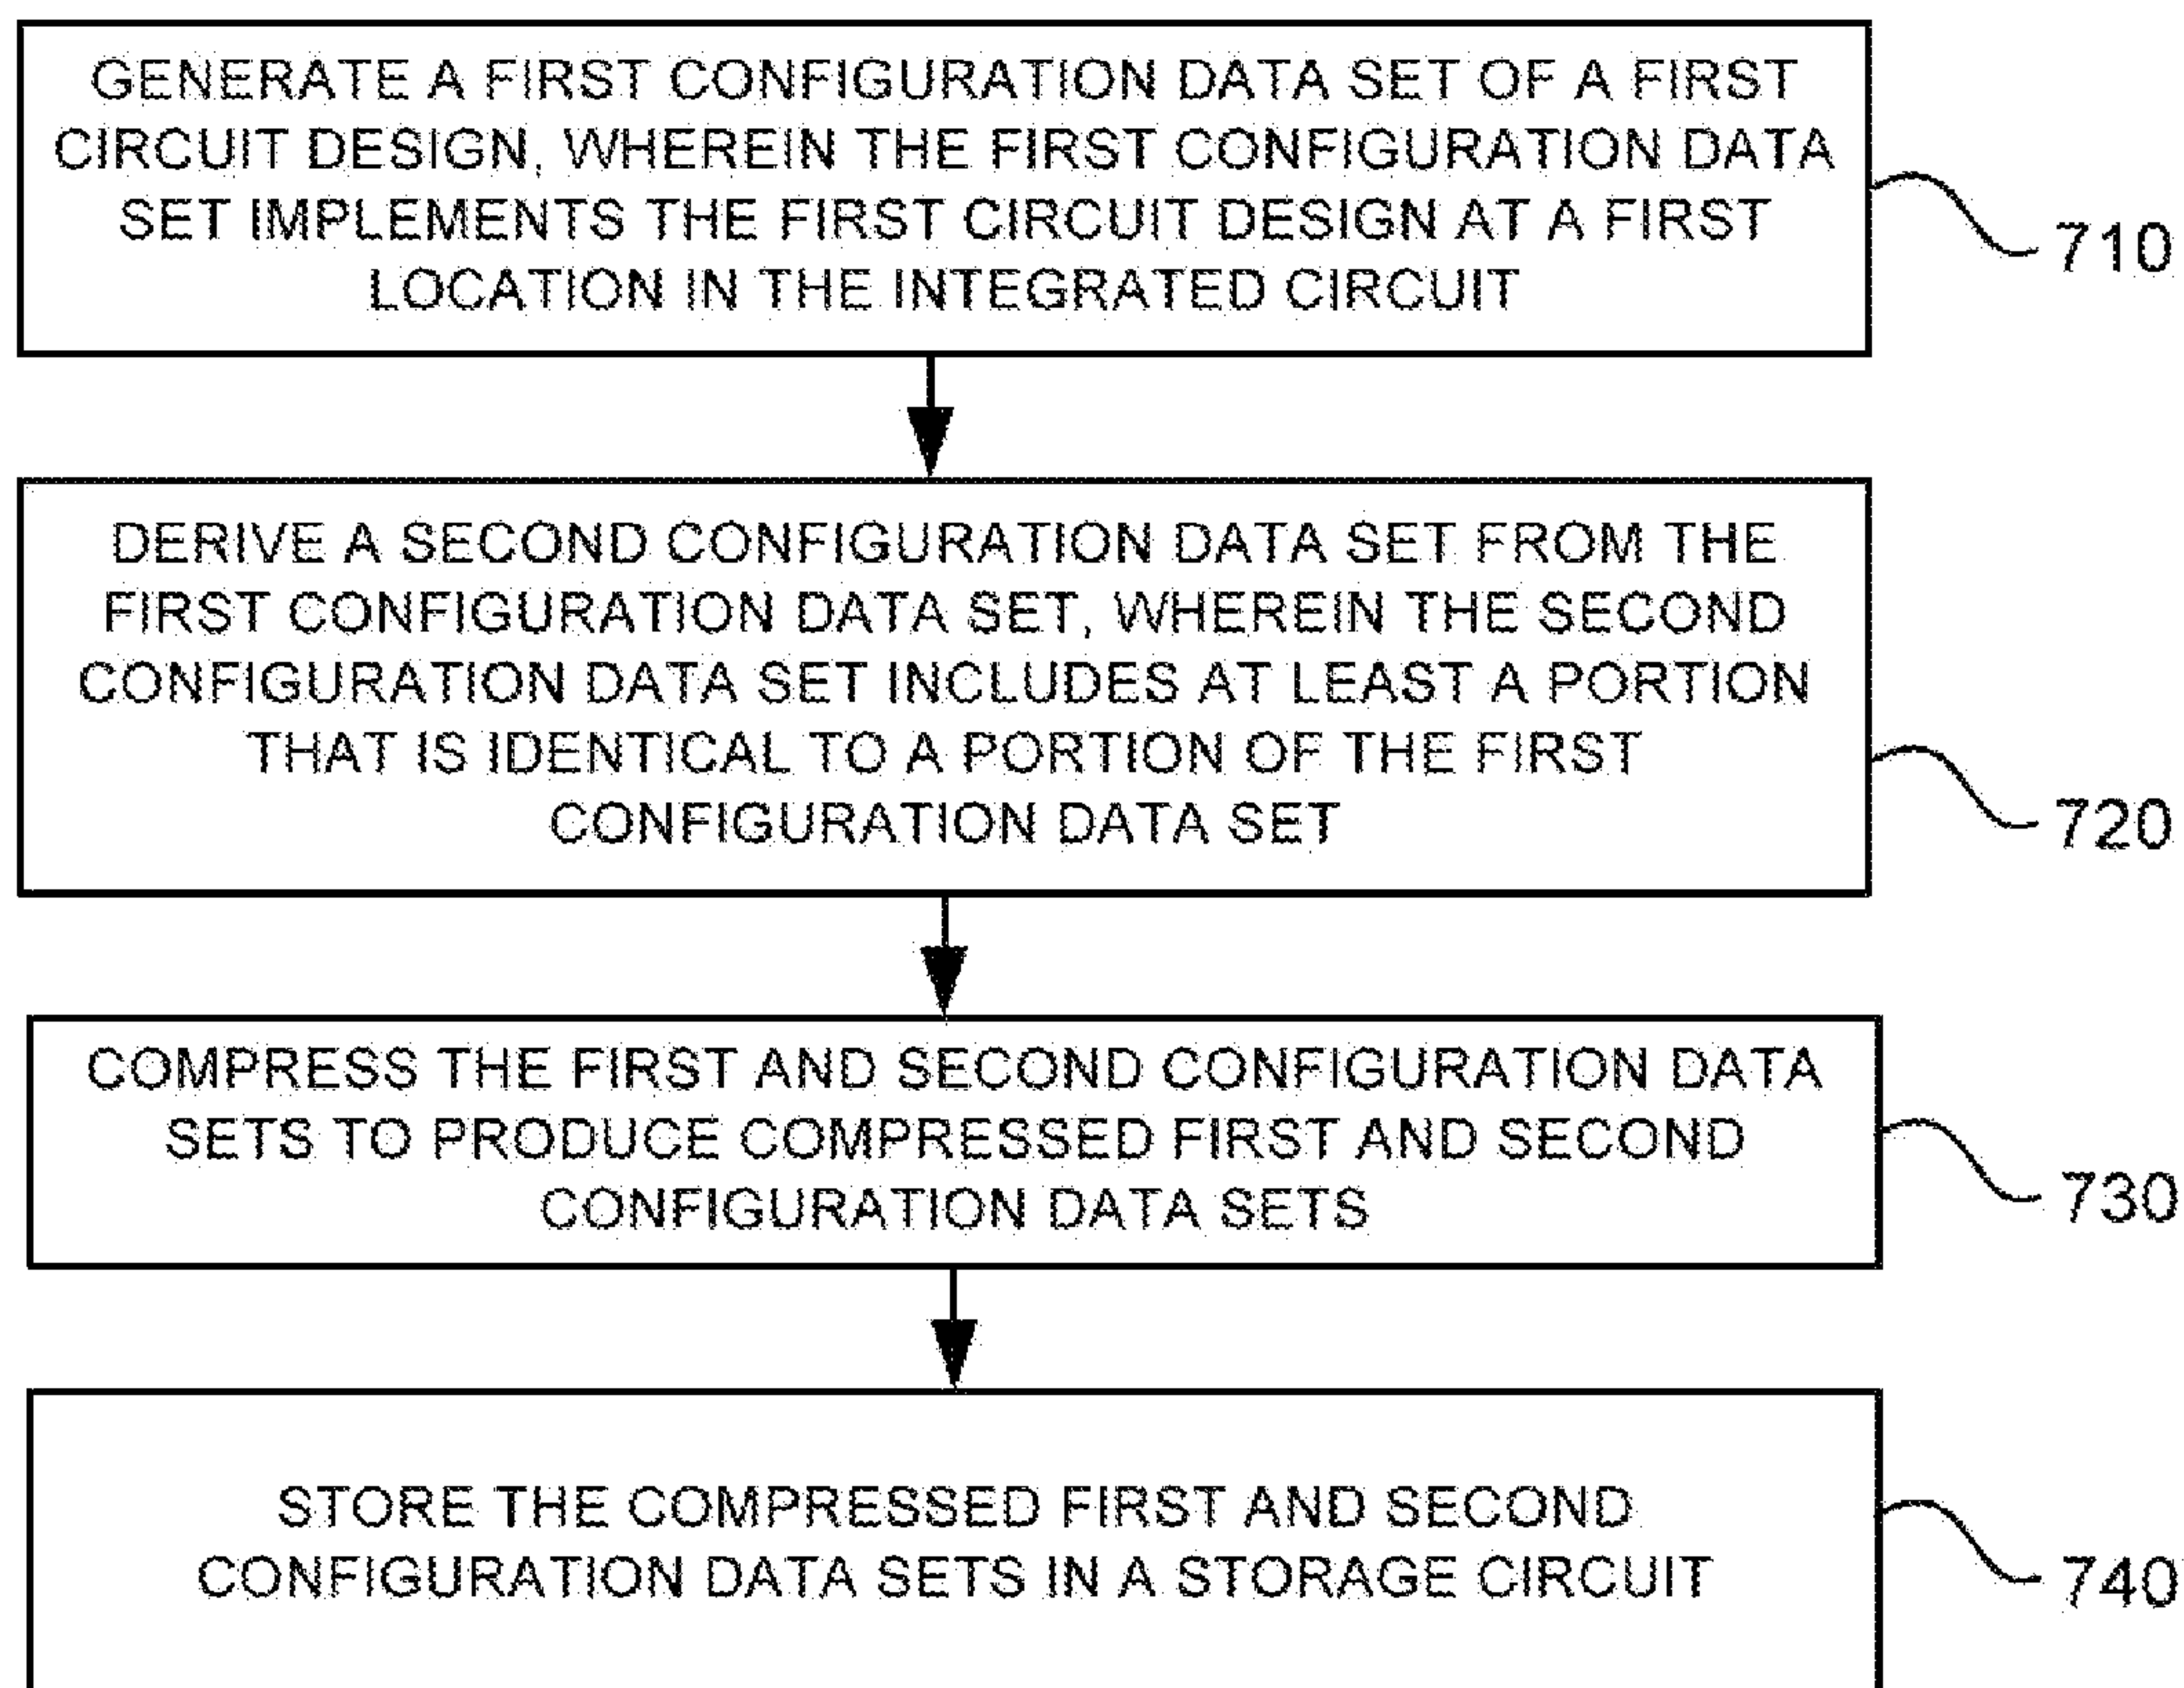 GENERATE A FIRST CONFIGURATION DATA SET OF A FIRST
CIRCUIT DESIGN, WHEREIN THE FIRST CONFIGURATION DATA
SET IMPLEMENTS THE FIRST CIRCUIT DESIGN AT A FIRST
LOCATION IN THE INTEGRATED CIRCUIT
710
DERIVE A SECOND CONFIGURATION DATA SET FROM THE
FIRST CONFIGURATION DATA SET, WHEREIN THE SECOND
CONFIGURATION DATA SET INCLUDES AT LEAST A PORTION
THAT IS IDENTICAL TO A PORTION OF THE FIRST
CONFIGURATION DATA SET
720
COMPRESS THE FIRST AND SECOND CONFIGURATION DATA
SETS TO PRODUCE COMPRESSED FIRST AND SECOND
CONFIGURATION DATA SETS
730
STORE THE COMPRESSED FIRST AND SECOND
CONFIGURATION DATA SETS IN A STORAGE CIRCUIT
740